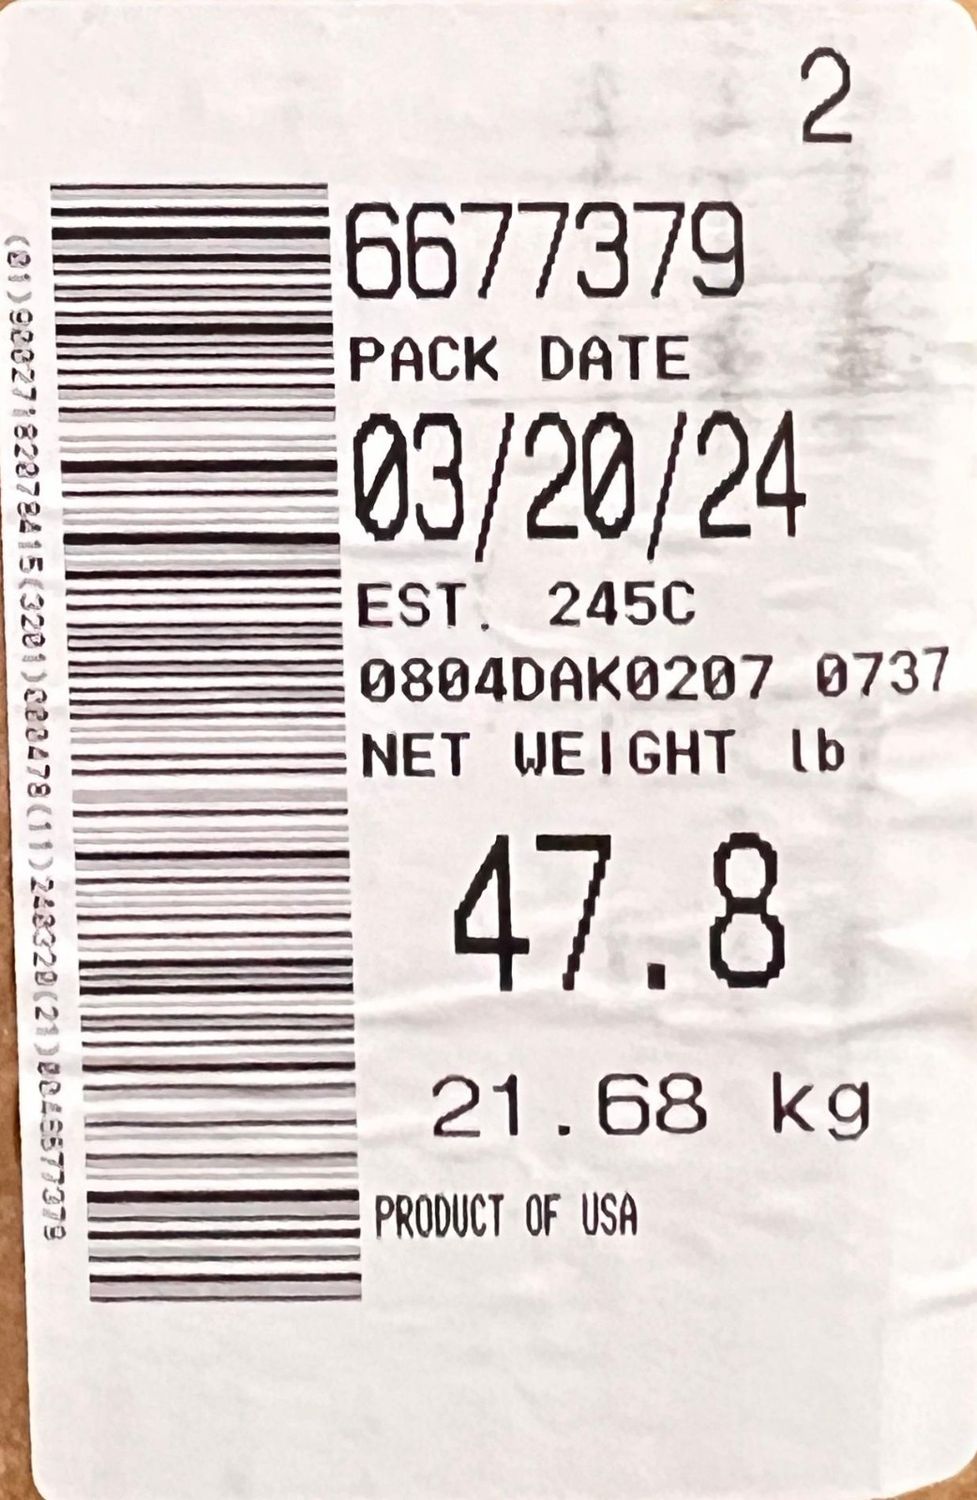 2
6677379
PACK DATE
03/20/24
EST. 245C
0804DAK0207 0737
NET WEIGHT lb
47.8
21.68 kg
PRODUCT OF USA